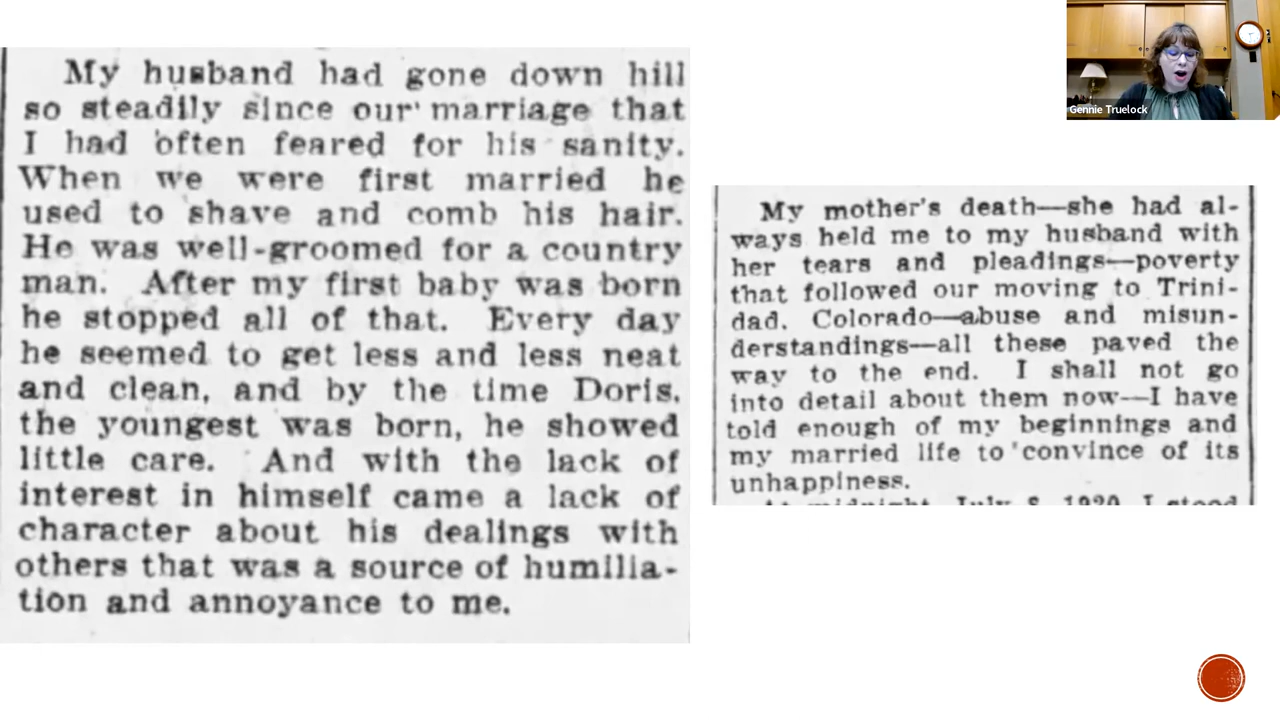 My husband had gone down hill
so steadily since our marriage that
I had often feared for his sanity.
When we were first married he
used to shave and comb his hair.
He was well-groomed for a country
man. After my first baby was born
he stopped all of that. Every day
he seemed to get less and less neat
and clean, and by the time Doris,
the youngest was born, he showed
little care. And with the lack of
interest in himself came a lack of
character about his dealings with
others that was a source of humilia-
tion and annoyance to me.
My mother's death—she had al-
ways held me to my husband with
her tears and pleadings—poverty
that followed our moving to Trini-
dad. Colorado—abuse and misun-
derstandings—all these paved the
way to the end. I shall not go
into detail about them now—I have
told enough of my beginnings and
my married life to convince of its
unhappiness.
midnight, July 8, 1920, I stood
Gennie Truelock